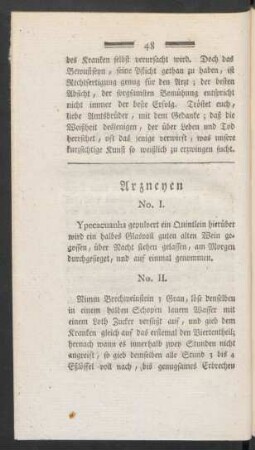 48
des Kranken selbst verursacht wird. Doch das
Bewustseyn, seine Pflicht gethan zu haben, ist
Rechtfertigung genug für den Arzt; der besten
Absicht, der sorgsamsten Bemühung entspricht
nicht immer der beste Erfolg. Tröstet euch,
liebe Amtsbrüder, mit dem Gedanke; daß die
Weißheit desjenigen, der über Leben und Tod
herrschet, oft das jenige verwirft, was unsere
kurzsichtige Kunst so weißlich zu erzwingen sucht.
Arzneyen
No. I.
Ypecacuanha gepulvert ein Quintlein hierüber
wird ein halbes Glaßvoll guten alten Wein ge-
gossen, über Nacht stehen gelassen, am Morgen
durchgeseyet, und auf einmal genommen.
No. II.
Nimm Brechweinstein 3 Gran, löse denselben
in einem halben Schopen lauen Wasser mit
einem Loth Zucker versüßt auf, und gieb dem
Kranken gleich auf das erstemal den Viertentheil;
hernach wann es innerhalb zwey Stunden nicht
angreift, so gieb demselben alle Stund 3 bis 4
Eßlöffel voll nach, bis genugsames Erbrechen